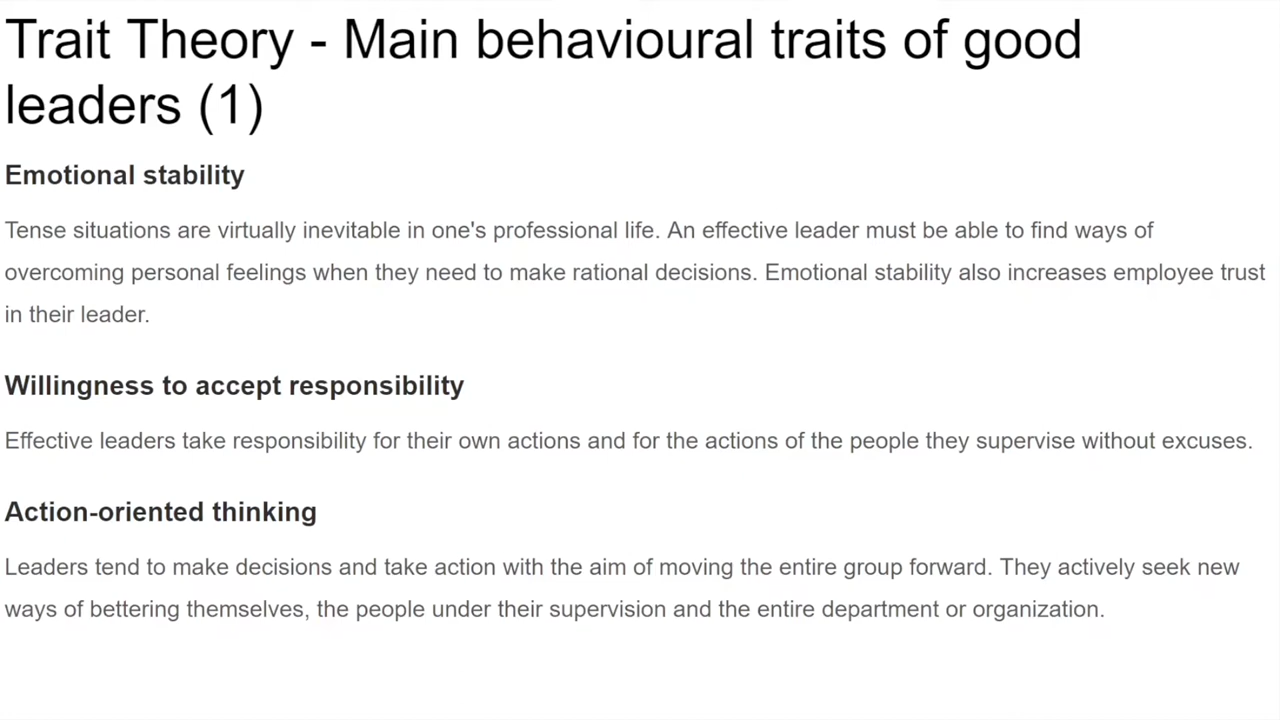 Trait Theory - Main behavioural traits of good
leaders (1)
Emotional stability
Tense situations are virtually inevitable in one's professional life. An effective leader must be able to find ways of
overcoming personal feelings when they need to make rational decisions. Emotional stability also increases employee trust
in their leader.
Willingness to accept responsibility
Effective leaders take responsibility for their own actions and for the actions of the people they supervise without excuses.
Action-oriented thinking
Leaders tend to make decisions and take action with the aim of moving the entire group forward. They actively seek new
ways of bettering themselves, the people under their supervision and the entire department or organization.